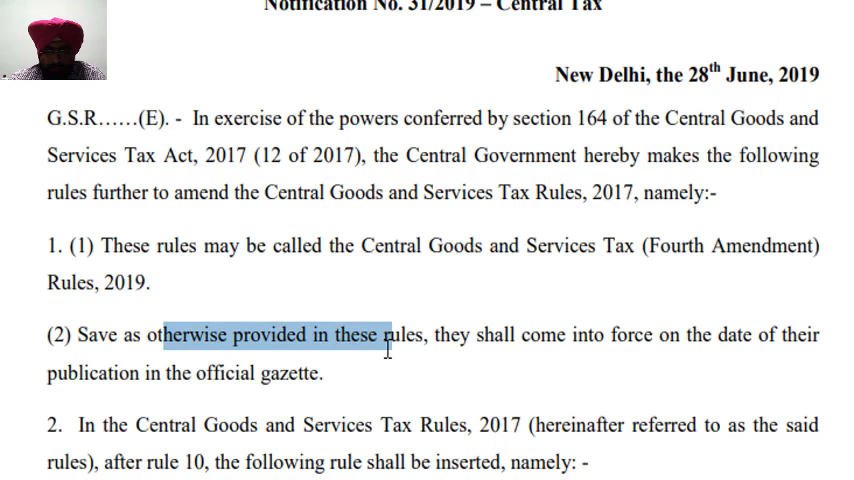 Notification No. 31/2019 – Central Tax
New Delhi, the 28th June, 2019
G.S.R......(E). - In exercise of the powers conferred by section 164 of the Central Goods and
Services Tax Act, 2017 (12 of 2017), the Central Government hereby makes the following
rules further to amend the Central Goods and Services Tax Rules, 2017, namely:-
1. (1) These rules may be called the Central Goods and Services Tax (Fourth Amendment)
Rules, 2019.
(2) Save as otherwise provided in these rules, they shall come into force on the date of their
publication in the official gazette.
2. In the Central Goods and Services Tax Rules, 2017 (hereinafter referred to as the said
rules), after rule 10, the following rule shall be inserted, namely: -